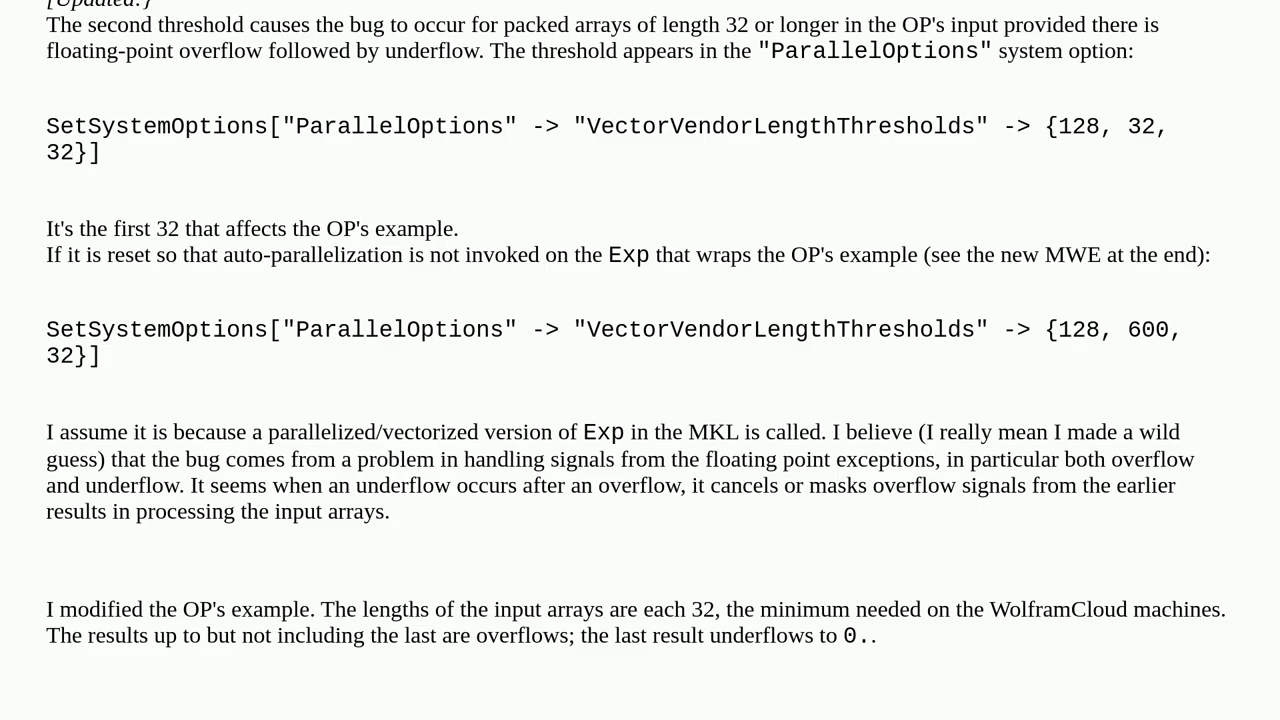 [Updated:}
The second threshold causes the bug to occur for packed arrays of length 32 or longer in the OP's input provided there is
floating-point overflow followed by underflow. The threshold appears in the "ParallelOptions" system option:
SetSystemOptions["ParallelOptions" -> "VectorVendorLengthThresholds" -> {128, 32,
32}]
It's the first 32 that affects the OP's example.
If it is reset so that auto-parallelization is not invoked on the Exp that wraps the OP's example (see the new MWE at the end):
SetSystemOptions["ParallelOptions" -> "VectorVendorLengthThresholds" -> {128, 600,
32}]
I assume it is because a parallelized/vectorized version of Exp in the MKL is called. I believe (I really mean I made a wild
guess) that the bug comes from a problem in handling signals from the floating point exceptions, in particular both overflow
and underflow. It seems when an underflow occurs after an overflow, it cancels or masks overflow signals from the earlier
results in processing the input arrays.
I modified the OP's example. The lengths of the input arrays are each 32, the minimum needed on the WolframCloud machines.
The results up to but not including the last are overflows; the last result underflows to 0..